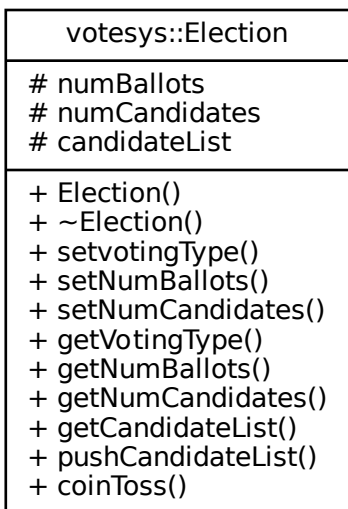 votesys::Election
# numBallots
# numCandidates
# candidateList
+ Election()
+ ~Election()
+ setvotingType()
+ setNumBallots()
+ setNumCandidates()
+ getVotingType()
+ getNumBallots()
+ getNumCandidates()
+ getCandidateList()
+ pushCandidateList()
+ coinToss()